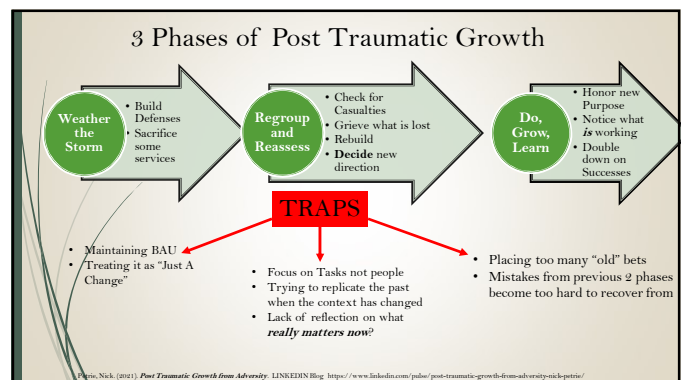 3 Phases of Post Traumatic Growth
Weather
the
Storm
• Build
Defenses
• Sacrifice
some
services
Regroup
and
Reassess
• Check for
Casualties
• Grieve what is lost
• Rebuild
• Decide new
direction
Do,
Grow,
Learn
• Honor new
Purpose
• Notice what
is working
• Double
down on
Successes
TRAPS
• Maintaining BAU
• Treating it as “Just A
Change”
• Focus on Tasks not people
• Trying to replicate the past
when the context has changed
• Lack of reflection on what
really matters now?
• Placing too many “old” bets
• Mistakes from previous 2 phases
become too hard to recover from
Petrie, Nick. (2021). Post Traumatic Growth from Adversity. LINKEDIN Blog https://www.linkedin.com/pulse/post-traumatic-growth-from-adversity-nick-petrie/